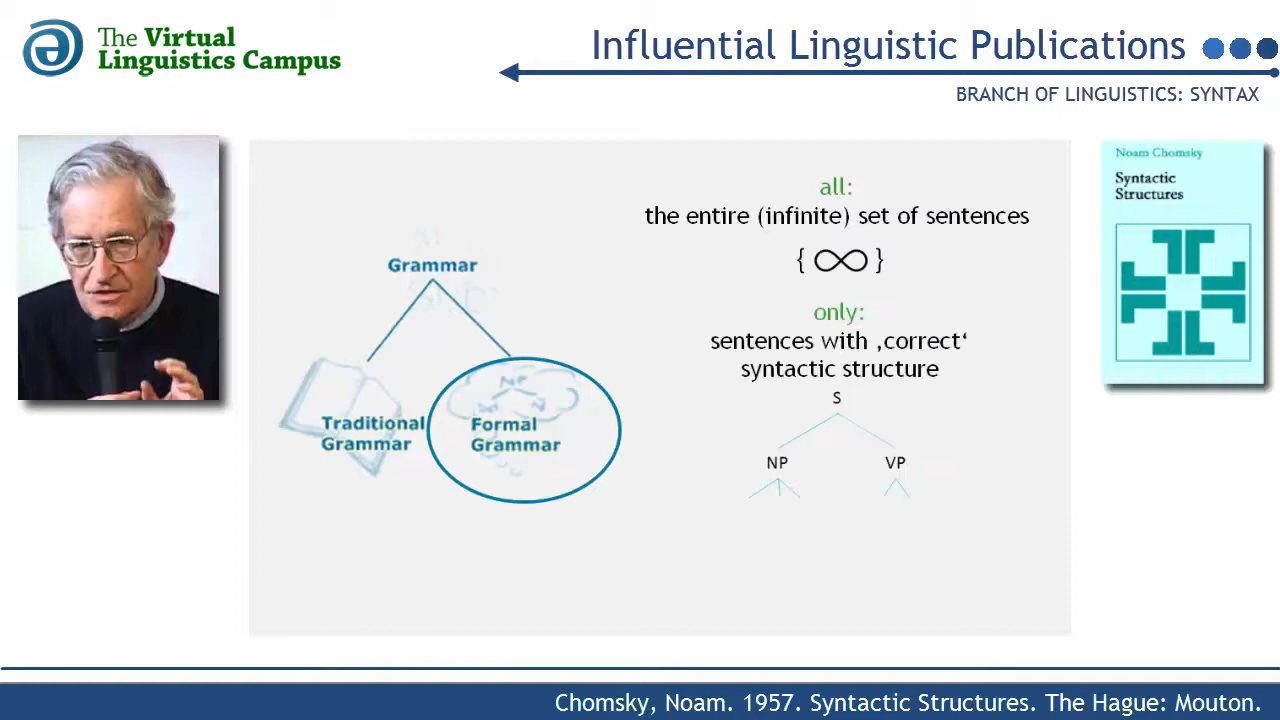 The Virtual
Linguistics Campus
Influential Linguistic Publications
BRANCH OF LINGUISTICS: SYNTAX
Grammar
Traditional
Grammar
NP
N
Formal
Grammar
all:
the entire (infinite) set of sentences
{ ∞ }
only:
sentences with ‚correct‘
syntactic structure
S
NP
VP
Noam Chomsky
Syntactic
Structures
Chomsky, Noam. 1957. Syntactic Structures. The Hague: Mouton.